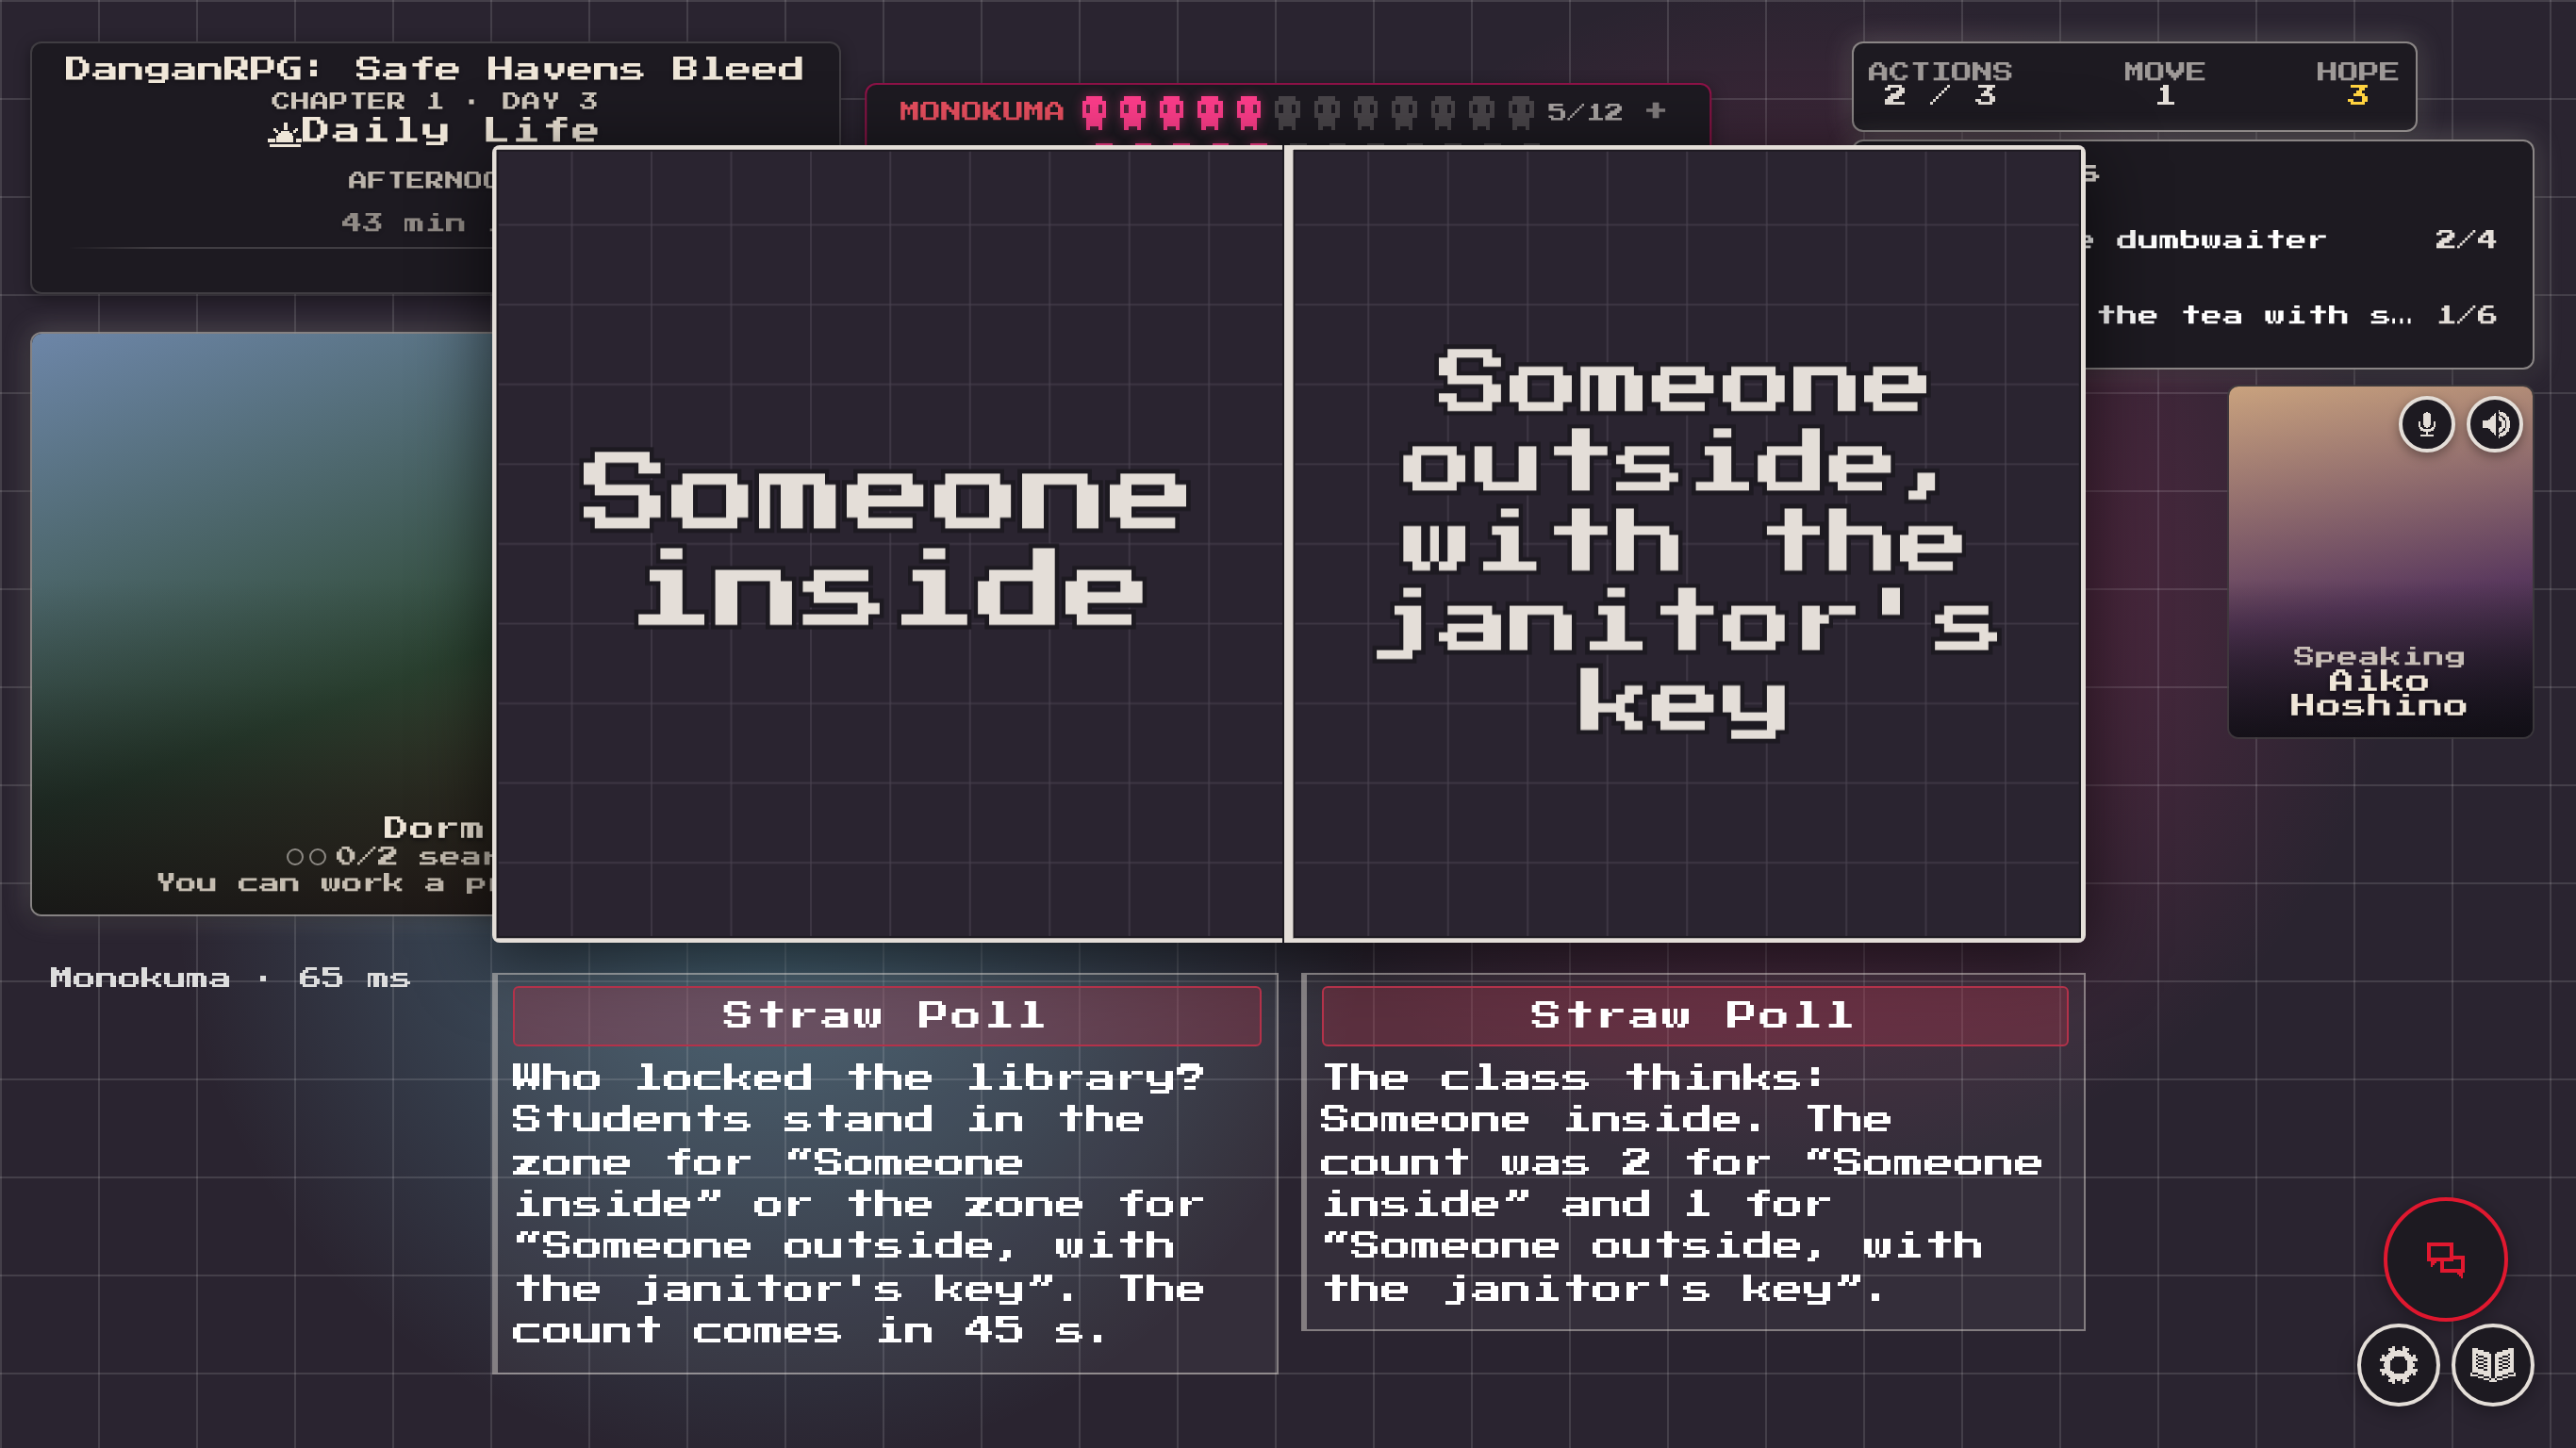 DanganRPG: Safe Havens Bleed
CHAPTER 1 · DAY 3
Daily Life
43 min
MONOKUMA 5/12 +
ACTIONS MOVE HOPE
2 / 3 1 3
dumbwaiter 2/4
the tea with s… 1/6
Someone
inside
Someone
outside,
with the
janitor's
key
Speaking
Aiko
Hoshino
Dorm
0/2
You can work a
Monokuma · 65 ms
Straw Poll
Who locked the library?
Students stand in the
zone for “Someone
inside” or the zone for
“Someone outside, with
the janitor's key”. The
count comes in 45 s.
Straw Poll
The class thinks:
Someone inside. The
count was 2 for “Someone
inside” and 1 for
“Someone outside, with
the janitor's key”.